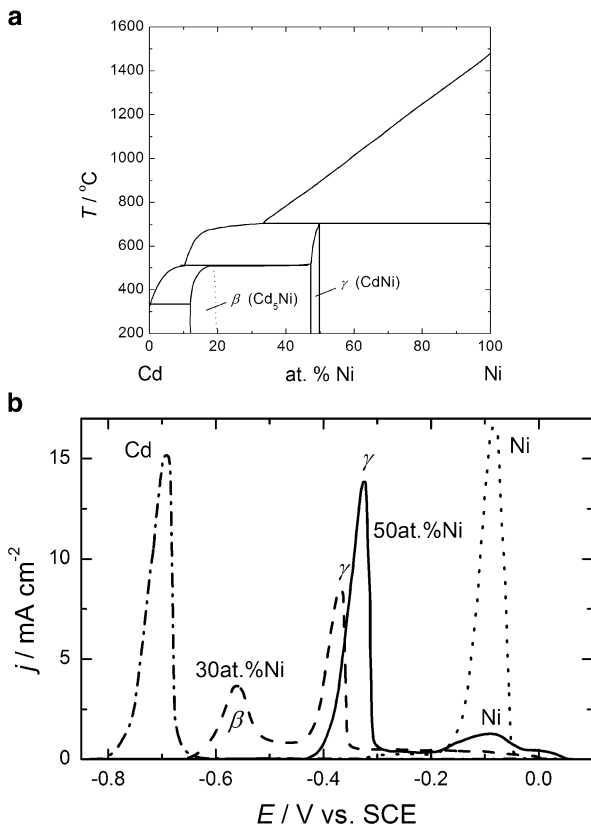 a
1600
1400
1200
1000
800
600
400
200
T / °C
β (Cd₅Ni)
γ (CdNi)
0 20 40 60 80 100
Cd at. % Ni Ni
b
15
10
5
0
j / mA cm⁻²
Cd
γ
Ni
50at.%Ni
γ
30at.%Ni
β
Ni
-0.8 -0.6 -0.4 -0.2 0.0
E / V vs. SCE